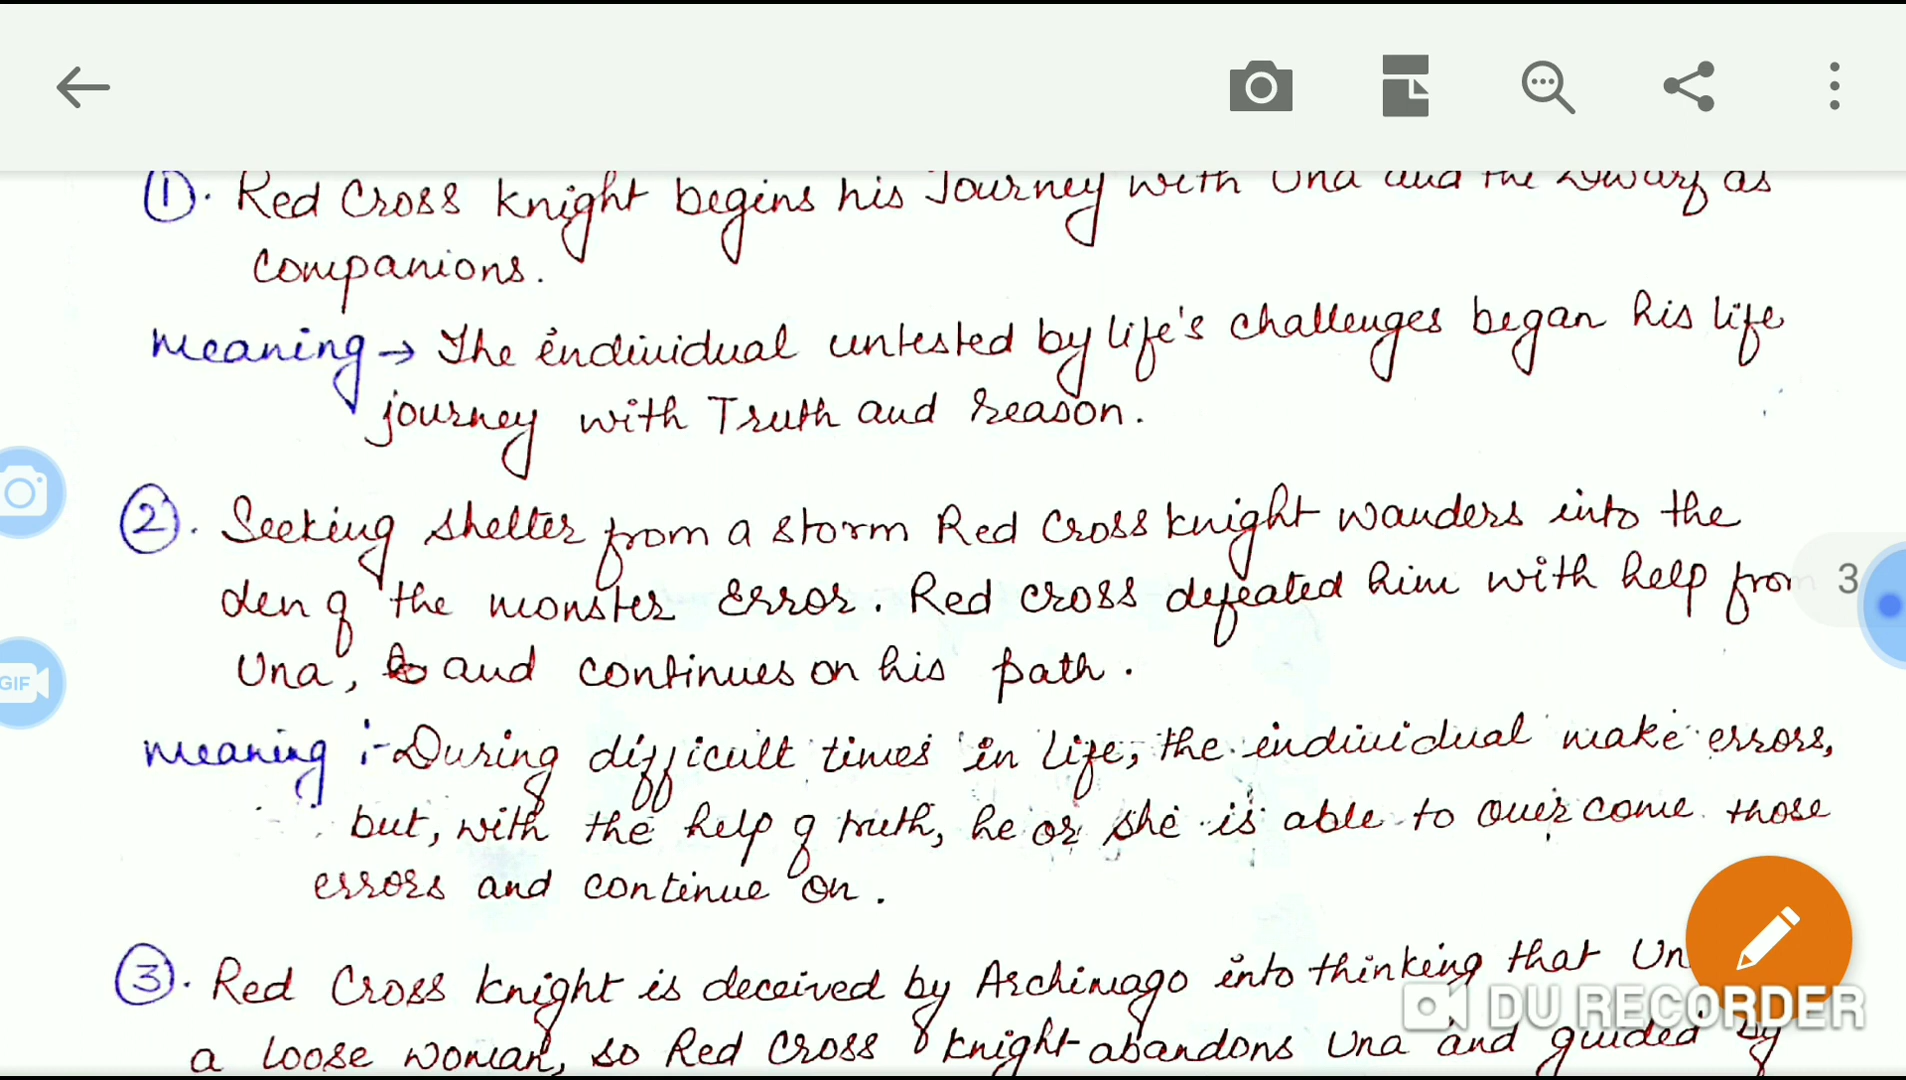 ①. Red Cross knight begins his Journey with Una and the Dwarf as
companions.
meaning → The individual untested by life's challenges began his life
journey with Truth and reason.
②. Seeking shelter from a storm Red Cross knight wanders into the
den of the monster Error. Red cross defeated him with help from
3
Una, and continues on his path.
GIF
meaning :- During difficult times in life, the individual make errors,
but, with the help of truth, he or she is able to over come those
errors and continue on.
③. Red Cross knight is deceived by Archimago into thinking that Un
DU RECORDER
a loose woman, so Red Cross knight abandons Una and guided by